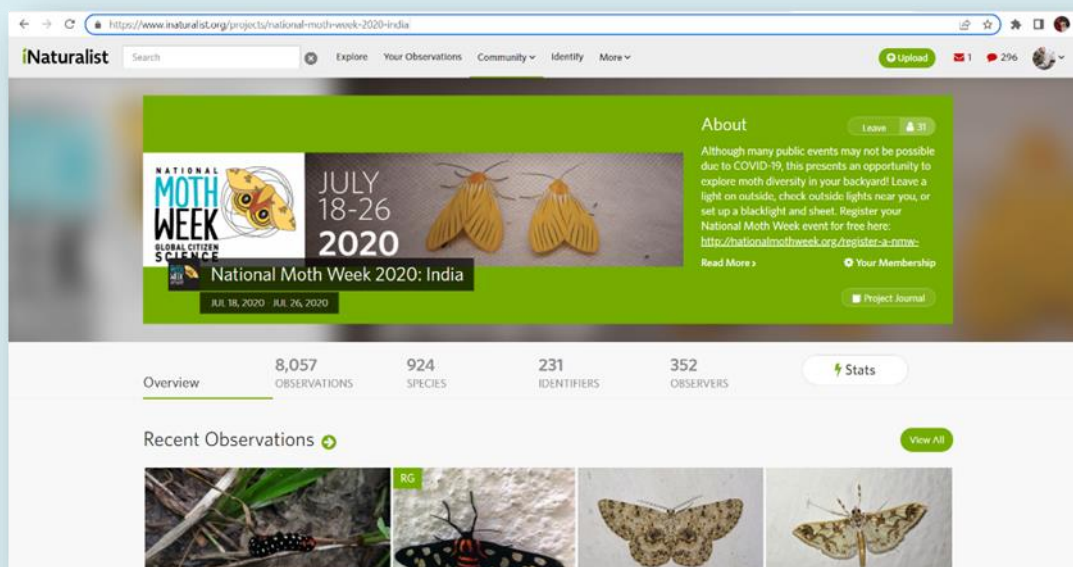 https://www.inaturalist.org/projects/national-moth-week-2020-india
iNaturalist
Search
Explore
Your Observations
Community
Identify
More
Upload
1
296
NATIONAL
MOTH
WEEK
GLOBAL CITIZEN
SCIENCE
JULY
18-26
2020
National Moth Week 2020: India
JUL 18, 2020 - JUL 26, 2020
About
Leave
31
Although many public events may not be possible
due to COVID-19, this presents an opportunity to
explore moth diversity in your backyard! Leave a
light on outside, check outside lights near you, or
set up a blacklight and sheet. Register your
National Moth Week event for free here:
http://nationalmothweek.org/register-a-nmw-
Read More ›
Your Membership
Project Journal
Overview
8,057
OBSERVATIONS
924
SPECIES
231
IDENTIFIERS
352
OBSERVERS
Stats
Recent Observations
View All
RG